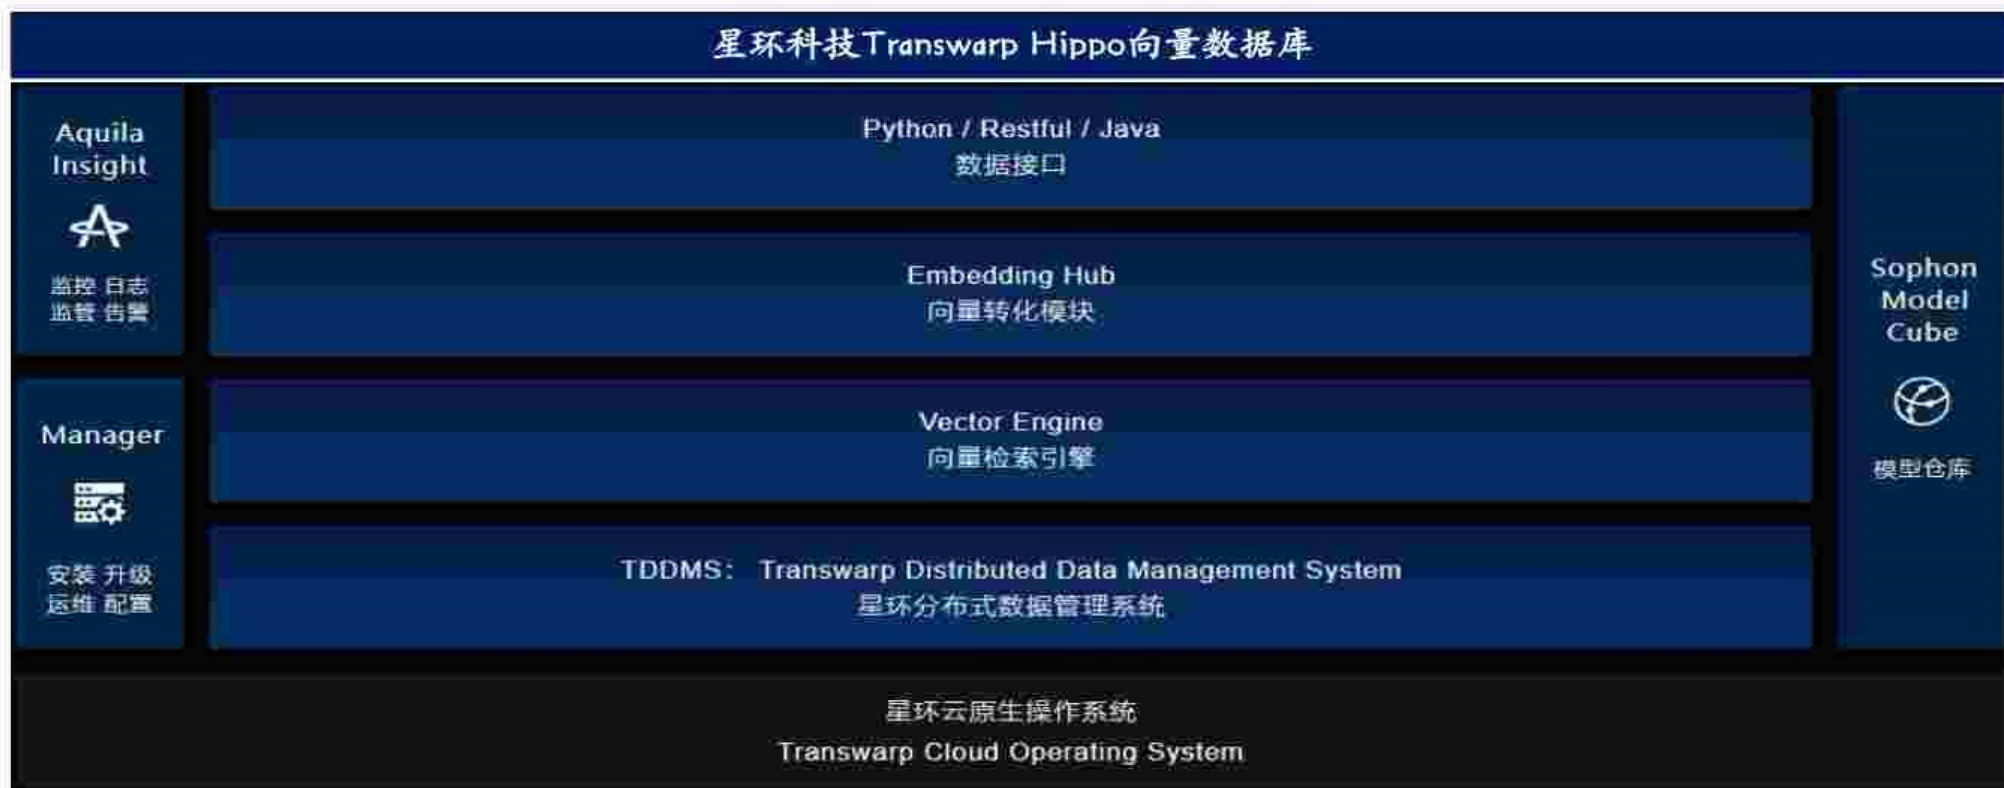 星环科技Transwarp Hippo向量数据库
Aquila
Insight
监控 日志
监管 告警
Manager
安装 升级
运维 配置
Python / Restful / Java
数据接口
Embedding Hub
向量转化模块
Vector Engine
向量检索引擎
TDDMS： Transwarp Distributed Data Management System
星环分布式数据管理系统
Sophon
Model
Cube
模型仓库
星环云原生操作系统
Transwarp Cloud Operating System